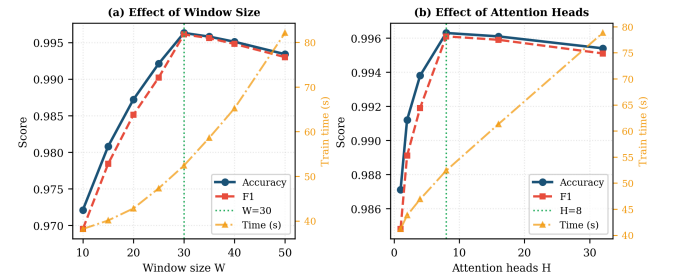 (a) Effect of Window Size
0.995
0.990
0.985
0.980
0.975
0.970
Score
80
70
60
50
40
Train time (s)
Accuracy
F1
W=30
Time (s)
10 20 30 40 50
Window size W
(b) Effect of Attention Heads
0.996
0.994
0.992
0.990
0.988
0.986
Score
80
75
70
65
60
55
50
45
40
Train time (s)
Accuracy
F1
H=8
Time (s)
0 10 20 30
Attention heads H